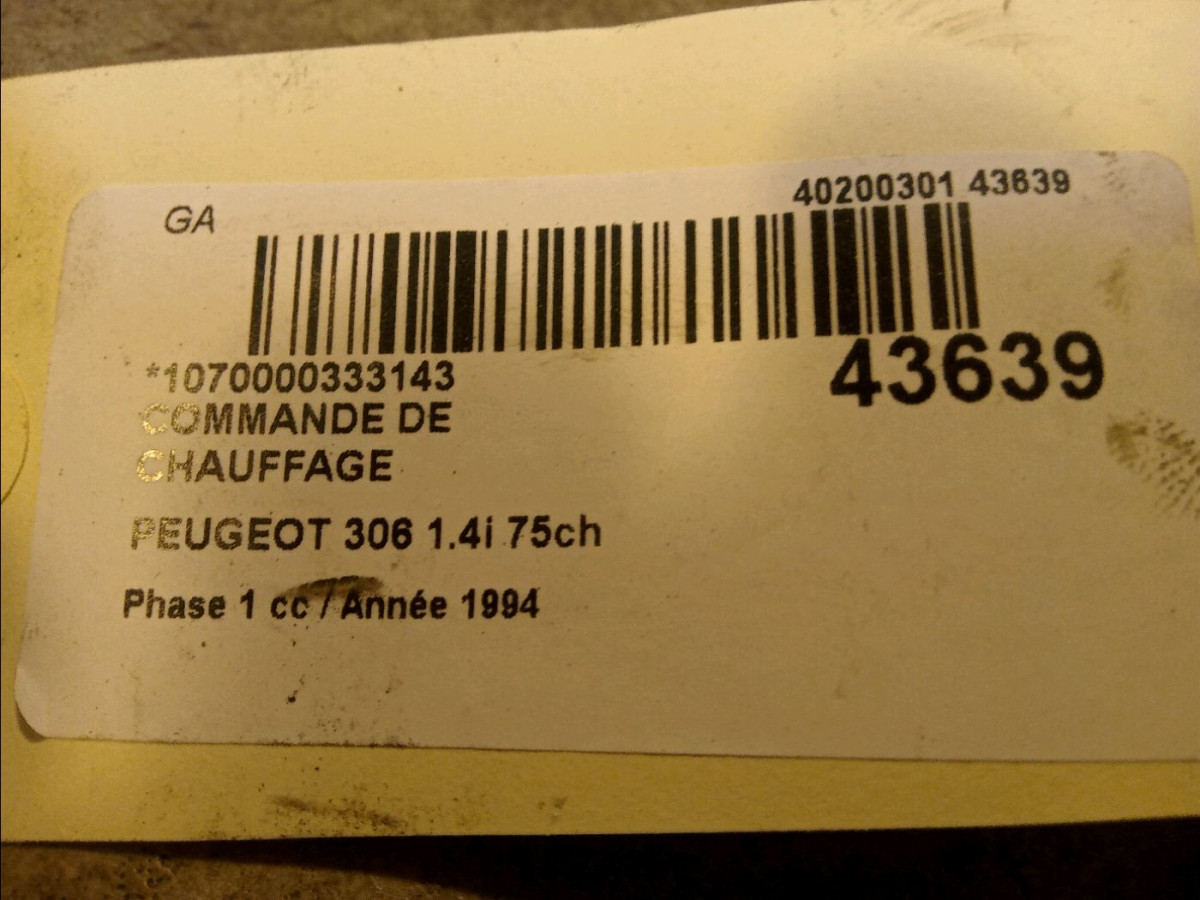 GA
40200301 43639
43639
*1070000333143
COMMANDE DE
CHAUFFAGE
PEUGEOT 306 1.4i 75ch
Phase 1 cc / Année 1994